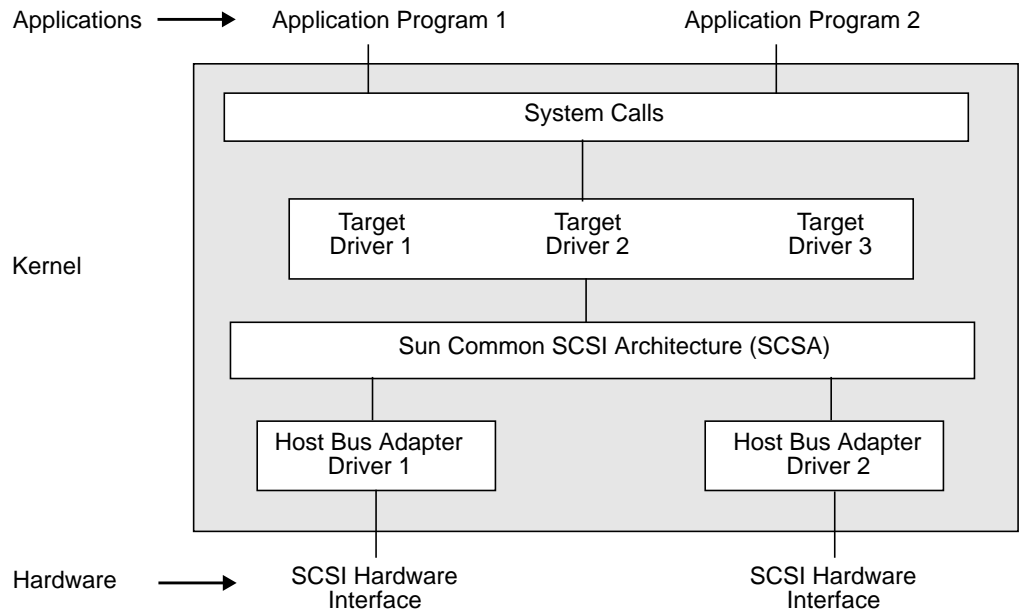 Applications
Application Program 1
Application Program 2
System Calls
Target
Driver 1
Target
Driver 2
Target
Driver 3
Kernel
Sun Common SCSI Architecture (SCSA)
Host Bus Adapter
Driver 1
Host Bus Adapter
Driver 2
Hardware
SCSI Hardware
Interface
SCSI Hardware
Interface